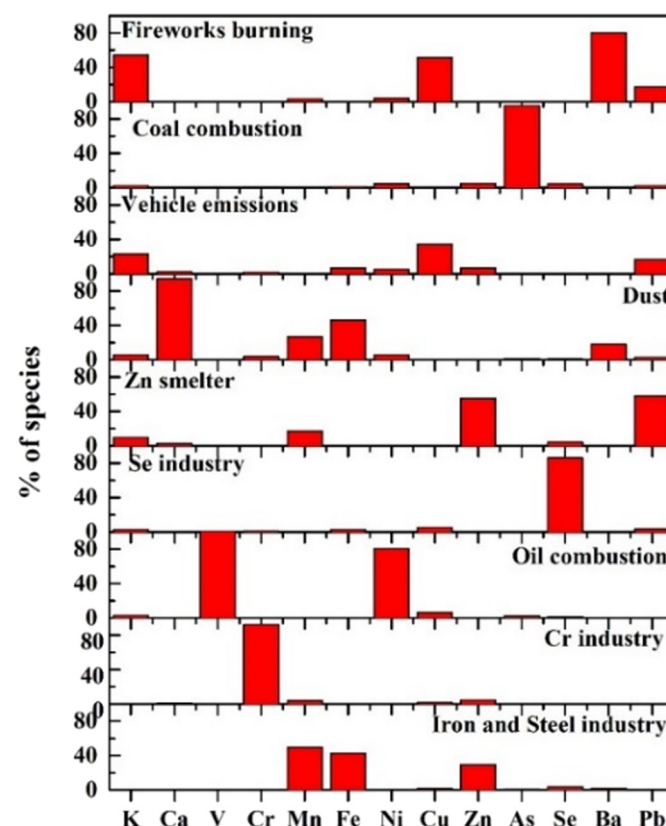 % of species
Fireworks burning
80
40
0
Coal combustion
80
40
0
Vehicle emissions
80
40
0
Dust
80
40
0
Zn smelter
80
40
0
Se industry
80
40
0
Oil combustion
80
40
0
Cr industry
80
40
0
Iron and Steel industry
80
40
0
K Ca V Cr Mn Fe Ni Cu Zn As Se Ba Pb